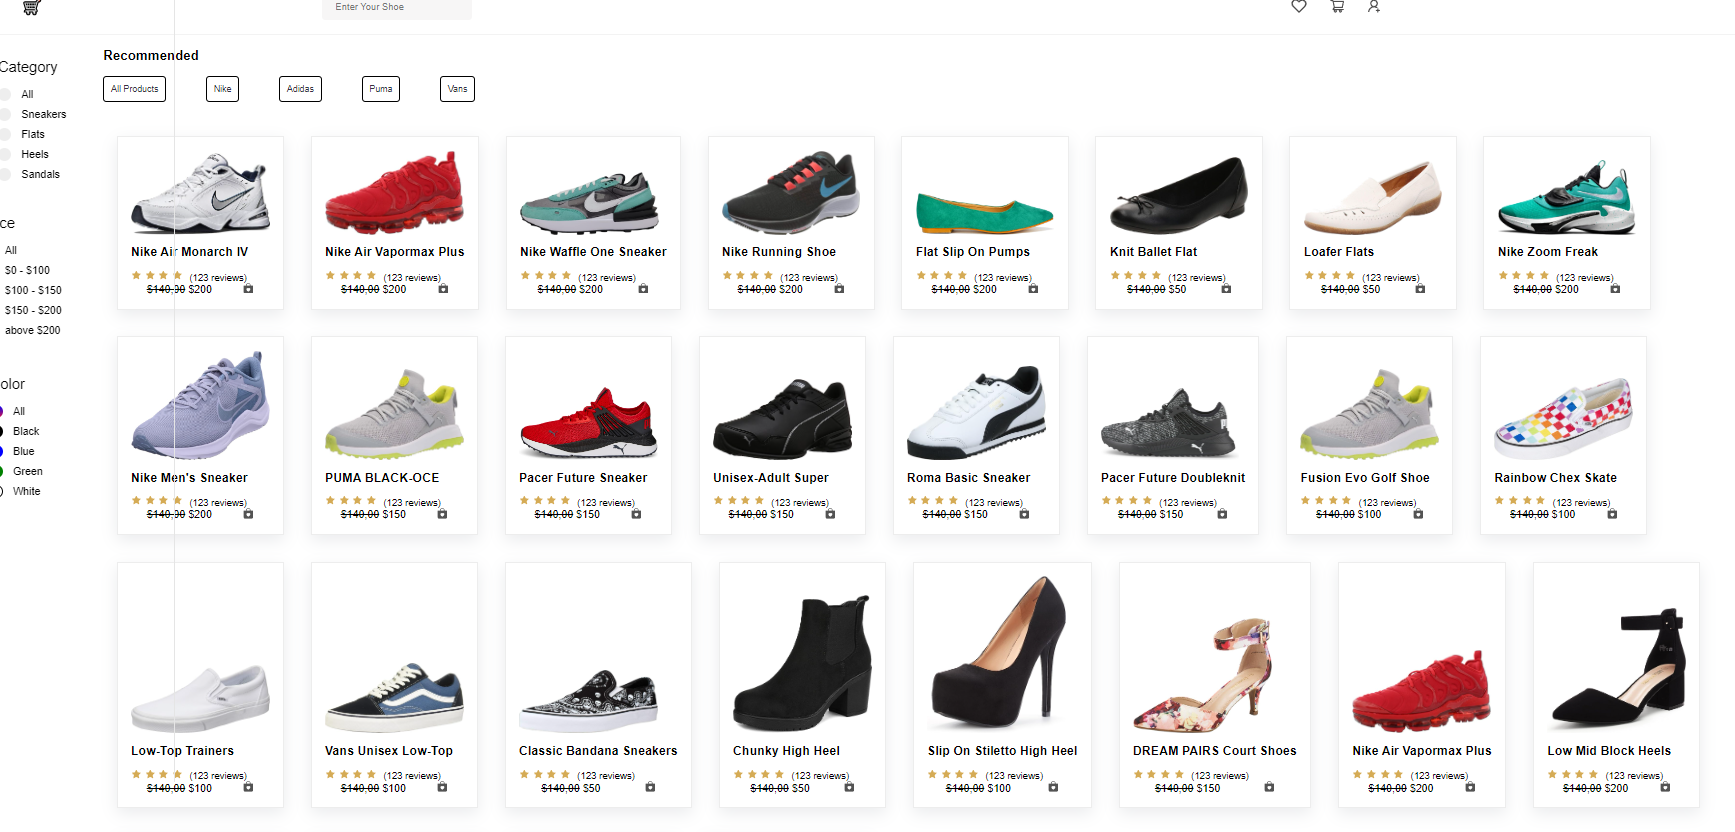 Enter Your Shoe
Recommended
All Products Nike Adidas Puma Vans
Category
All
Sneakers
Flats
Heels
Sandals
ce
All
$0 - $100
$100 - $150
$150 - $200
above $200
olor
All
Black
Blue
Green
White
Nike Air Monarch IV
(123 reviews)
$140,00 $200
Nike Air Vapormax Plus
(123 reviews)
$140,00 $200
Nike Waffle One Sneaker
(123 reviews)
$140,00 $200
Nike Running Shoe
(123 reviews)
$140,00 $200
Flat Slip On Pumps
(123 reviews)
$140,00 $200
Knit Ballet Flat
(123 reviews)
$140,00 $50
Loafer Flats
(123 reviews)
$140,00 $50
Nike Zoom Freak
(123 reviews)
$140,00 $200
Nike Men's Sneaker
(123 reviews)
$140,00 $200
PUMA BLACK-OCE
(123 reviews)
$140,00 $150
Pacer Future Sneaker
(123 reviews)
$140,00 $150
Unisex-Adult Super
(123 reviews)
$140,00 $150
Roma Basic Sneaker
(123 reviews)
$140,00 $150
Pacer Future Doubleknit
(123 reviews)
$140,00 $150
Fusion Evo Golf Shoe
(123 reviews)
$140,00 $100
Rainbow Chex Skate
(123 reviews)
$140,00 $100
Low-Top Trainers
(123 reviews)
$140,00 $100
Vans Unisex Low-Top
(123 reviews)
$140,00 $100
Classic Bandana Sneakers
(123 reviews)
$140,00 $50
Chunky High Heel
(123 reviews)
$140,00 $50
Slip On Stiletto High Heel
(123 reviews)
$140,00 $100
DREAM PAIRS Court Shoes
(123 reviews)
$140,00 $150
Nike Air Vapormax Plus
(123 reviews)
$140,00 $200
Low Mid Block Heels
(123 reviews)
$140,00 $200